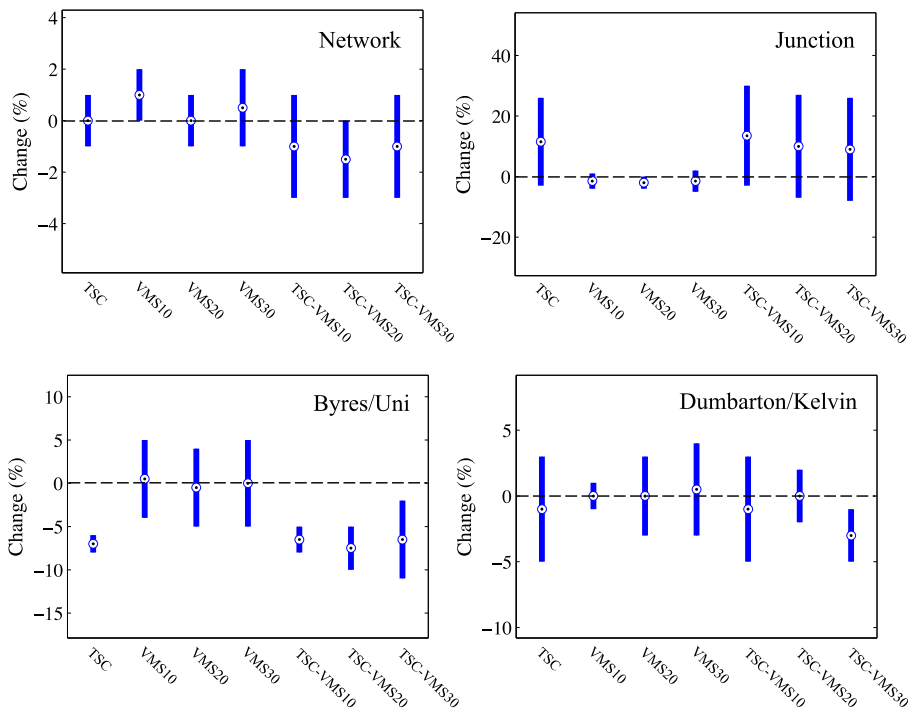 Network
Change (%)
4
2
0
−2
−4
TSC
VMS10
VMS20
VMS30
TSC-VMS10
TSC-VMS20
TSC-VMS30
Junction
Change (%)
40
20
0
−20
TSC
VMS10
VMS20
VMS30
TSC-VMS10
TSC-VMS20
TSC-VMS30
Byres/Uni
Change (%)
10
5
0
−5
−10
−15
TSC
VMS10
VMS20
VMS30
TSC-VMS10
TSC-VMS20
TSC-VMS30
Dumbarton/Kelvin
Change (%)
5
0
−5
−10
TSC
VMS10
VMS20
VMS30
TSC-VMS10
TSC-VMS20
TSC-VMS30